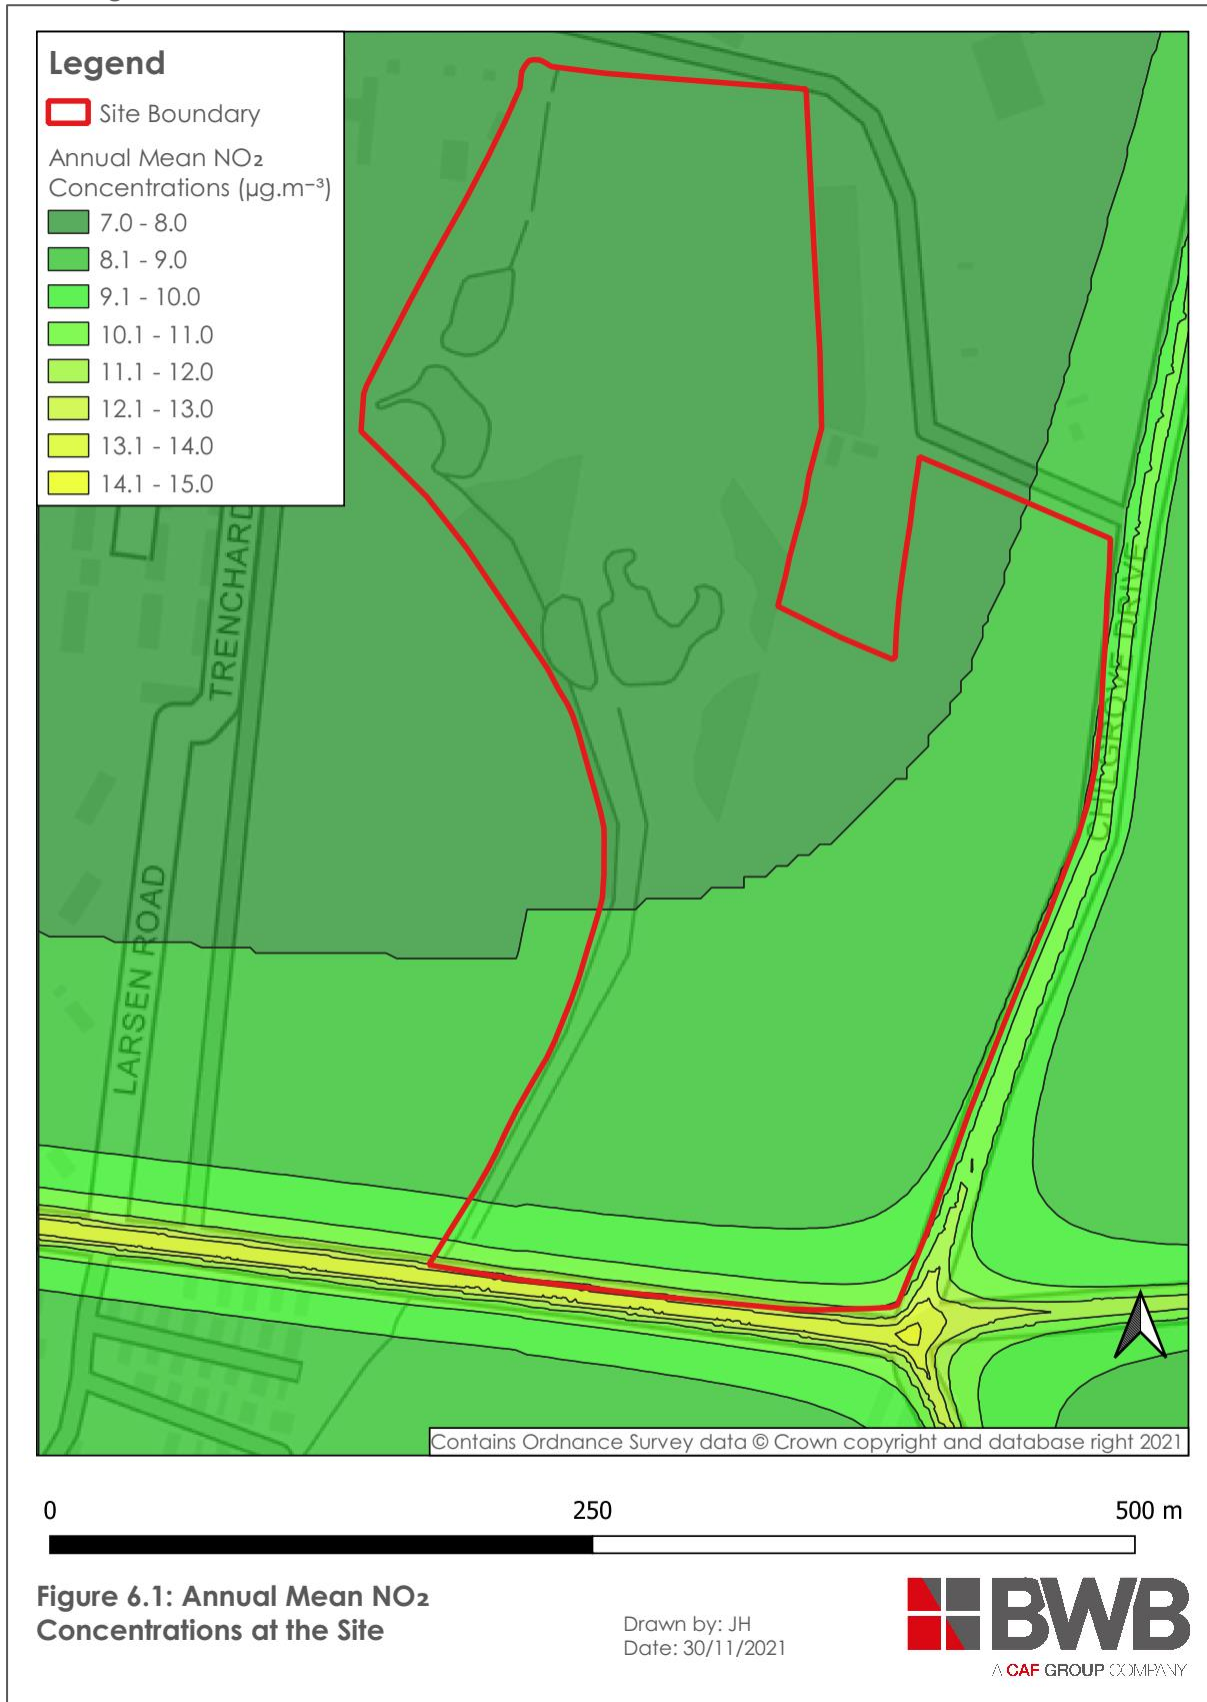 Legend
Site Boundary
Annual Mean NO₂
Concentrations (µg.m⁻³)
7.0 - 8.0
8.1 - 9.0
9.1 - 10.0
10.1 - 11.0
11.1 - 12.0
12.1 - 13.0
13.1 - 14.0
14.1 - 15.0
TRENCHARD
LARSEN ROAD
CHILGROVE DRIVE
Contains Ordnance Survey data © Crown copyright and database right 2021
0 250 500 m
Figure 6.1: Annual Mean NO₂
Concentrations at the Site
Drawn by: JH
Date: 30/11/2021
BWB
A CAF GROUP COMPANY